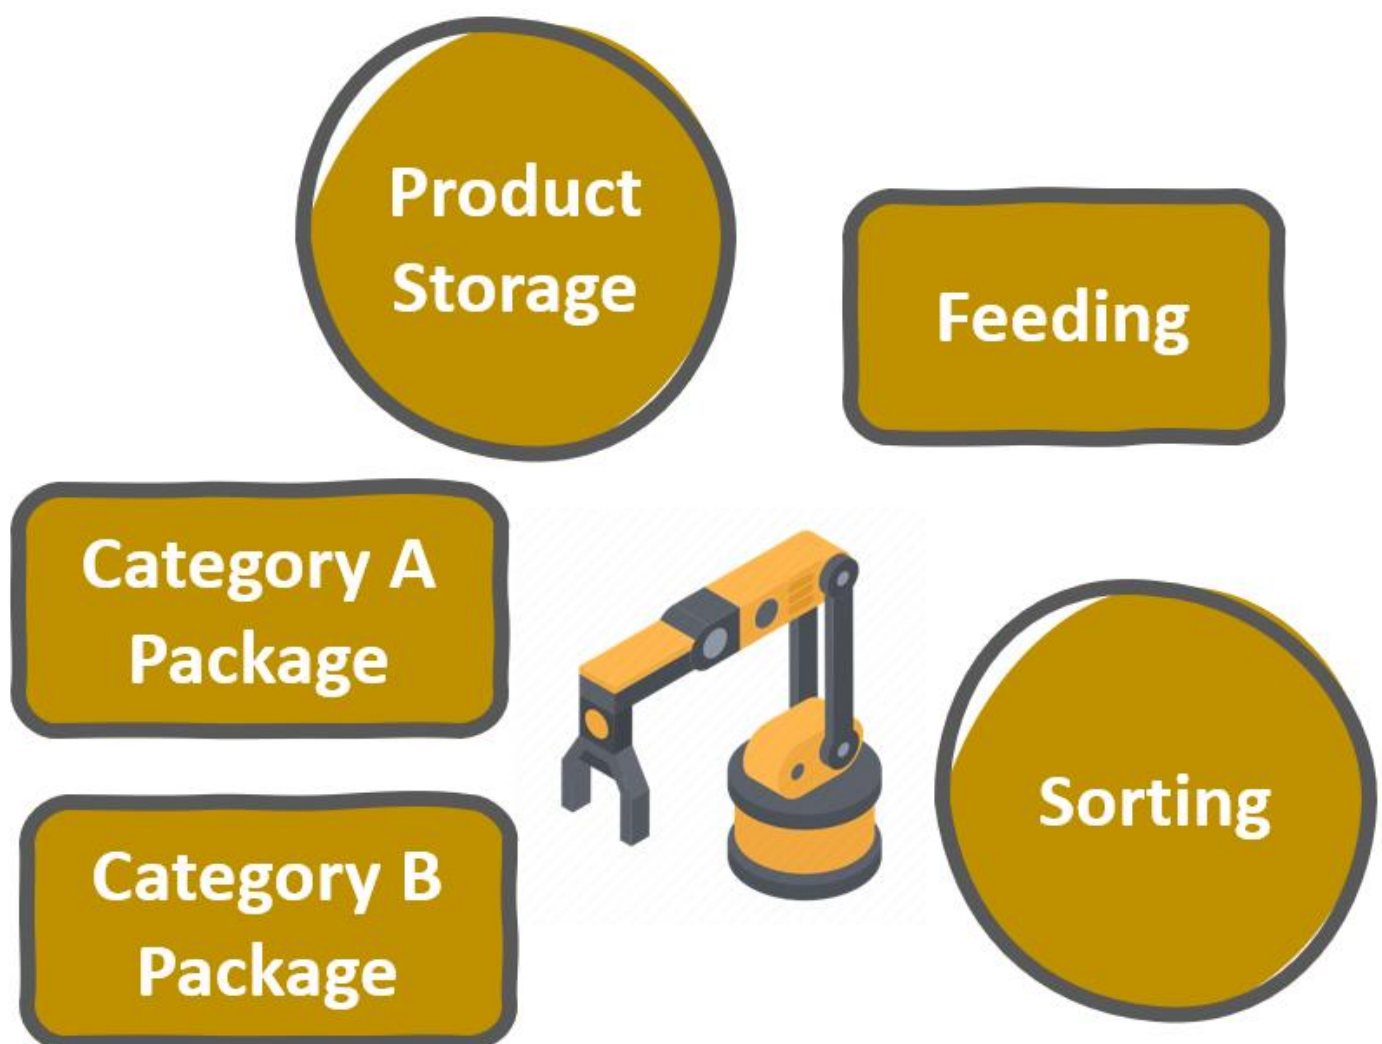 Product
Storage
Feeding
Category A
Package
Sorting
Category B
Package